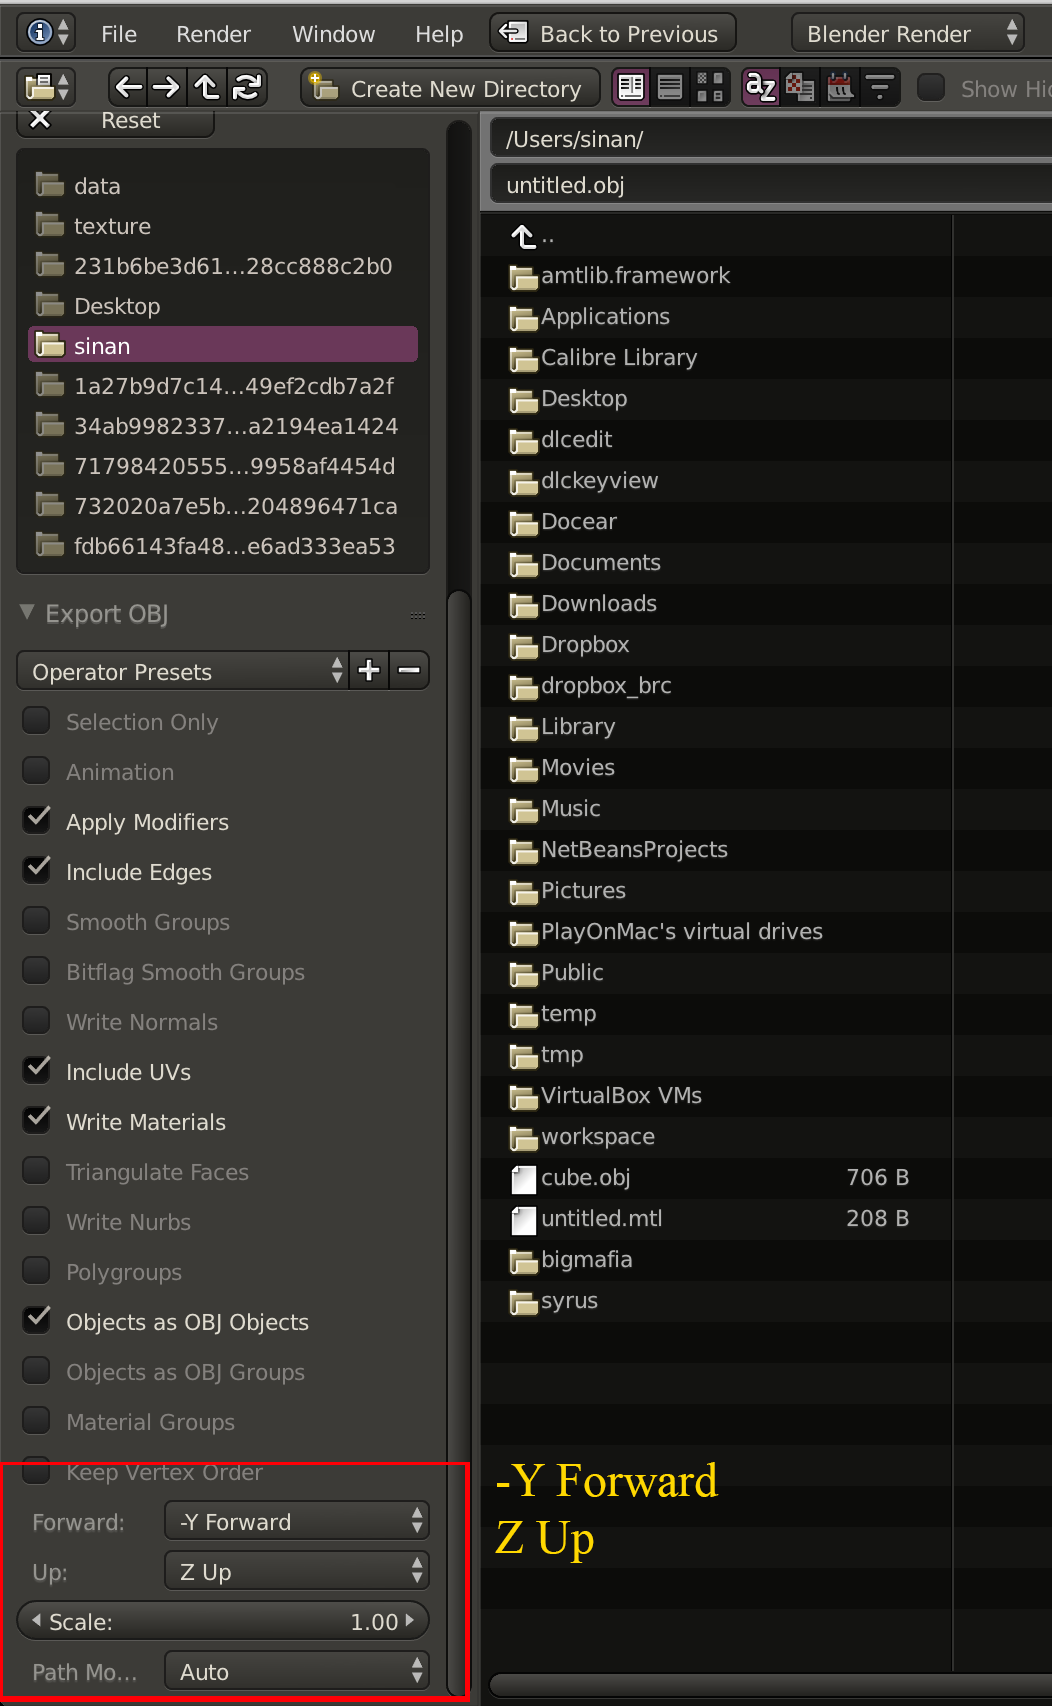 File Render Window Help Back to Previous Blender Render
Create New Directory Show Hi
Reset
data
texture
231b6be3d61...28cc888c2b0
Desktop
sinan
1a27b9d7c14...49ef2cdb7a2f
34ab9982337...a2194ea1424
71798420555...9958af4454d
732020a7e5b...204896471ca
fdb66143fa48...e6ad333ea53
Export OBJ
Operator Presets
Selection Only
Animation
Apply Modifiers
Include Edges
Smooth Groups
Bitflag Smooth Groups
Write Normals
Include UVs
Write Materials
Triangulate Faces
Write Nurbs
Polygroups
Objects as OBJ Objects
Objects as OBJ Groups
Material Groups
Keep Vertex Order
Forward: -Y Forward
Up: Z Up
Scale: 1.00
Path Mo... Auto
/Users/sinan/
untitled.obj
..
amtlib.framework
Applications
Calibre Library
Desktop
dlcedit
dlckeyview
Docear
Documents
Downloads
Dropbox
dropbox_brc
Library
Movies
Music
NetBeansProjects
Pictures
PlayOnMac's virtual drives
Public
temp
tmp
VirtualBox VMs
workspace
cube.obj 706 B
untitled.mtl 208 B
bigmafia
syrus
-Y Forward
Z Up